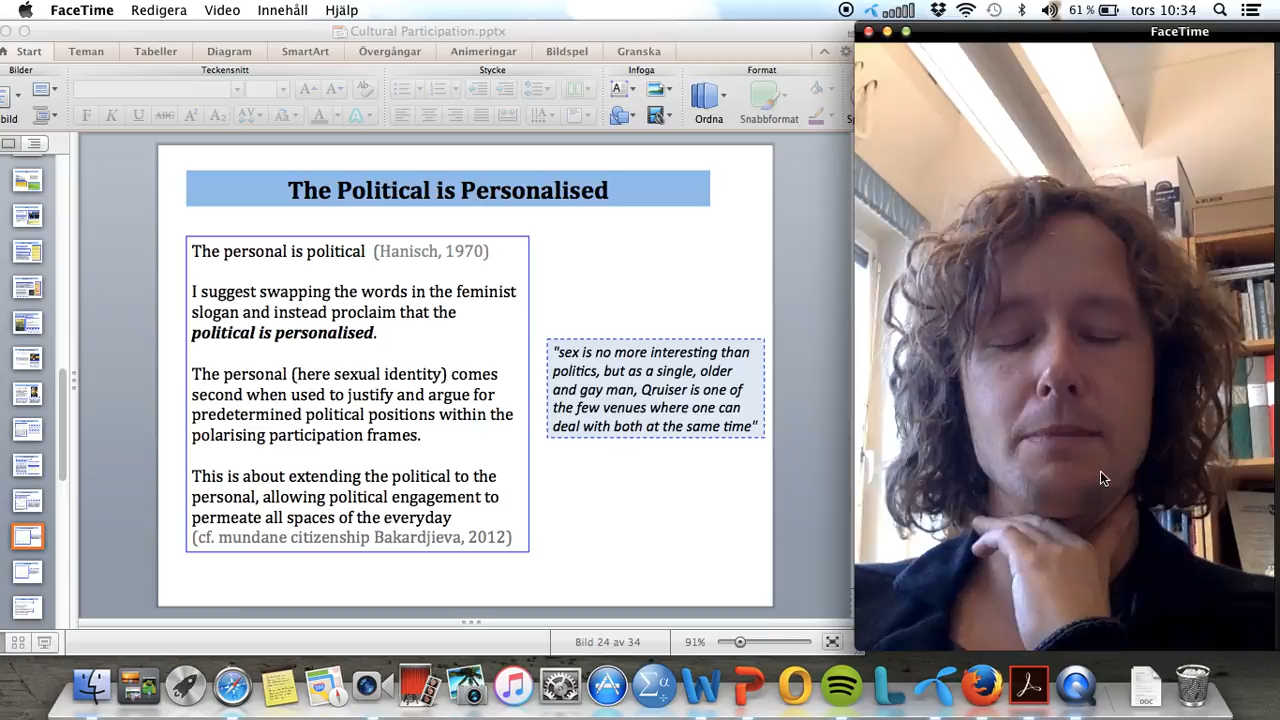 FaceTime Redigera Video Innehåll Hjälp 61 % tors 10:34
Cultural Participation.pptx
FaceTime
Start Teman Tabeller Diagram SmartArt Övergångar Animeringar Bildspel Granska
Bilder Teckensnitt Stycke Infoga Format
bild F K U ABC A² A₂ AV Aa A A Ordna Snabbformat
The Political is Personalised
The personal is political (Hanisch, 1970)
I suggest swapping the words in the feminist
slogan and instead proclaim that the
political is personalised.
The personal (here sexual identity) comes
second when used to justify and argue for
predetermined political positions within the
polarising participation frames.
This is about extending the political to the
personal, allowing political engagement to
permeate all spaces of the everyday
(cf. mundane citizenship Bakardjieva, 2012)
"sex is no more interesting than
politics, but as a single, older
and gay man, Qruiser is one of
the few venues where one can
deal with both at the same time"
Bild 24 av 34 91%
DOC